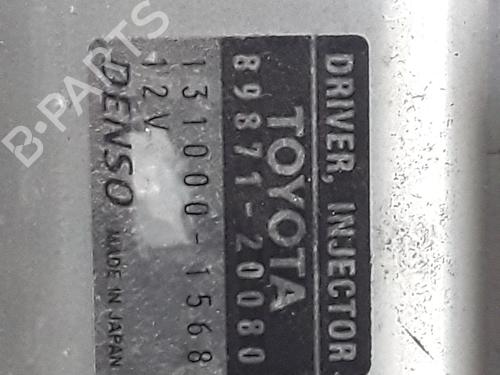 DRIVER, INJECTOR
TOYOTA
89871-20080
131000-1568
12V
DENSO MADE IN JAPAN
B-PARTS